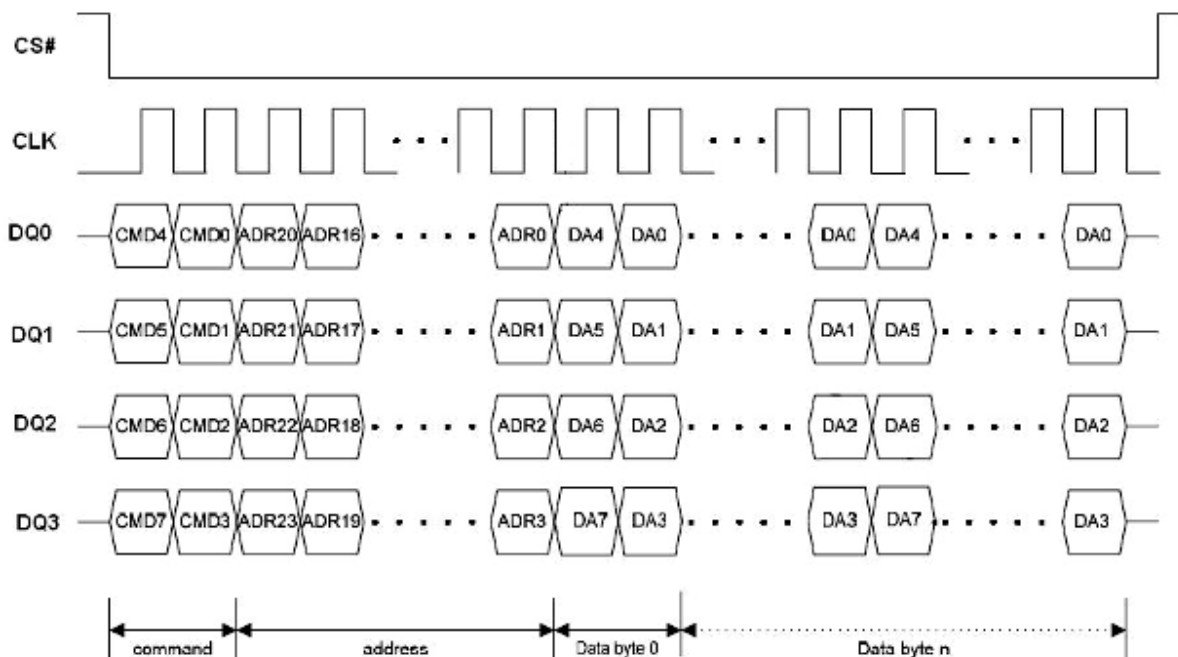 CS#
CLK
DQ0 CMD4 CMD0 ADR20 ADR16 ADR0 DA4 DA0 DA0 DA4 DA0
DQ1 CMD5 CMD1 ADR21 ADR17 ADR1 DA5 DA1 DA1 DA5 DA1
DQ2 CMD6 CMD2 ADR22 ADR18 ADR2 DA6 DA2 DA2 DA6 DA2
DQ3 CMD7 CMD3 ADR23 ADR19 ADR3 DA7 DA3 DA3 DA7 DA3
command address Data byte 0 Data byte n